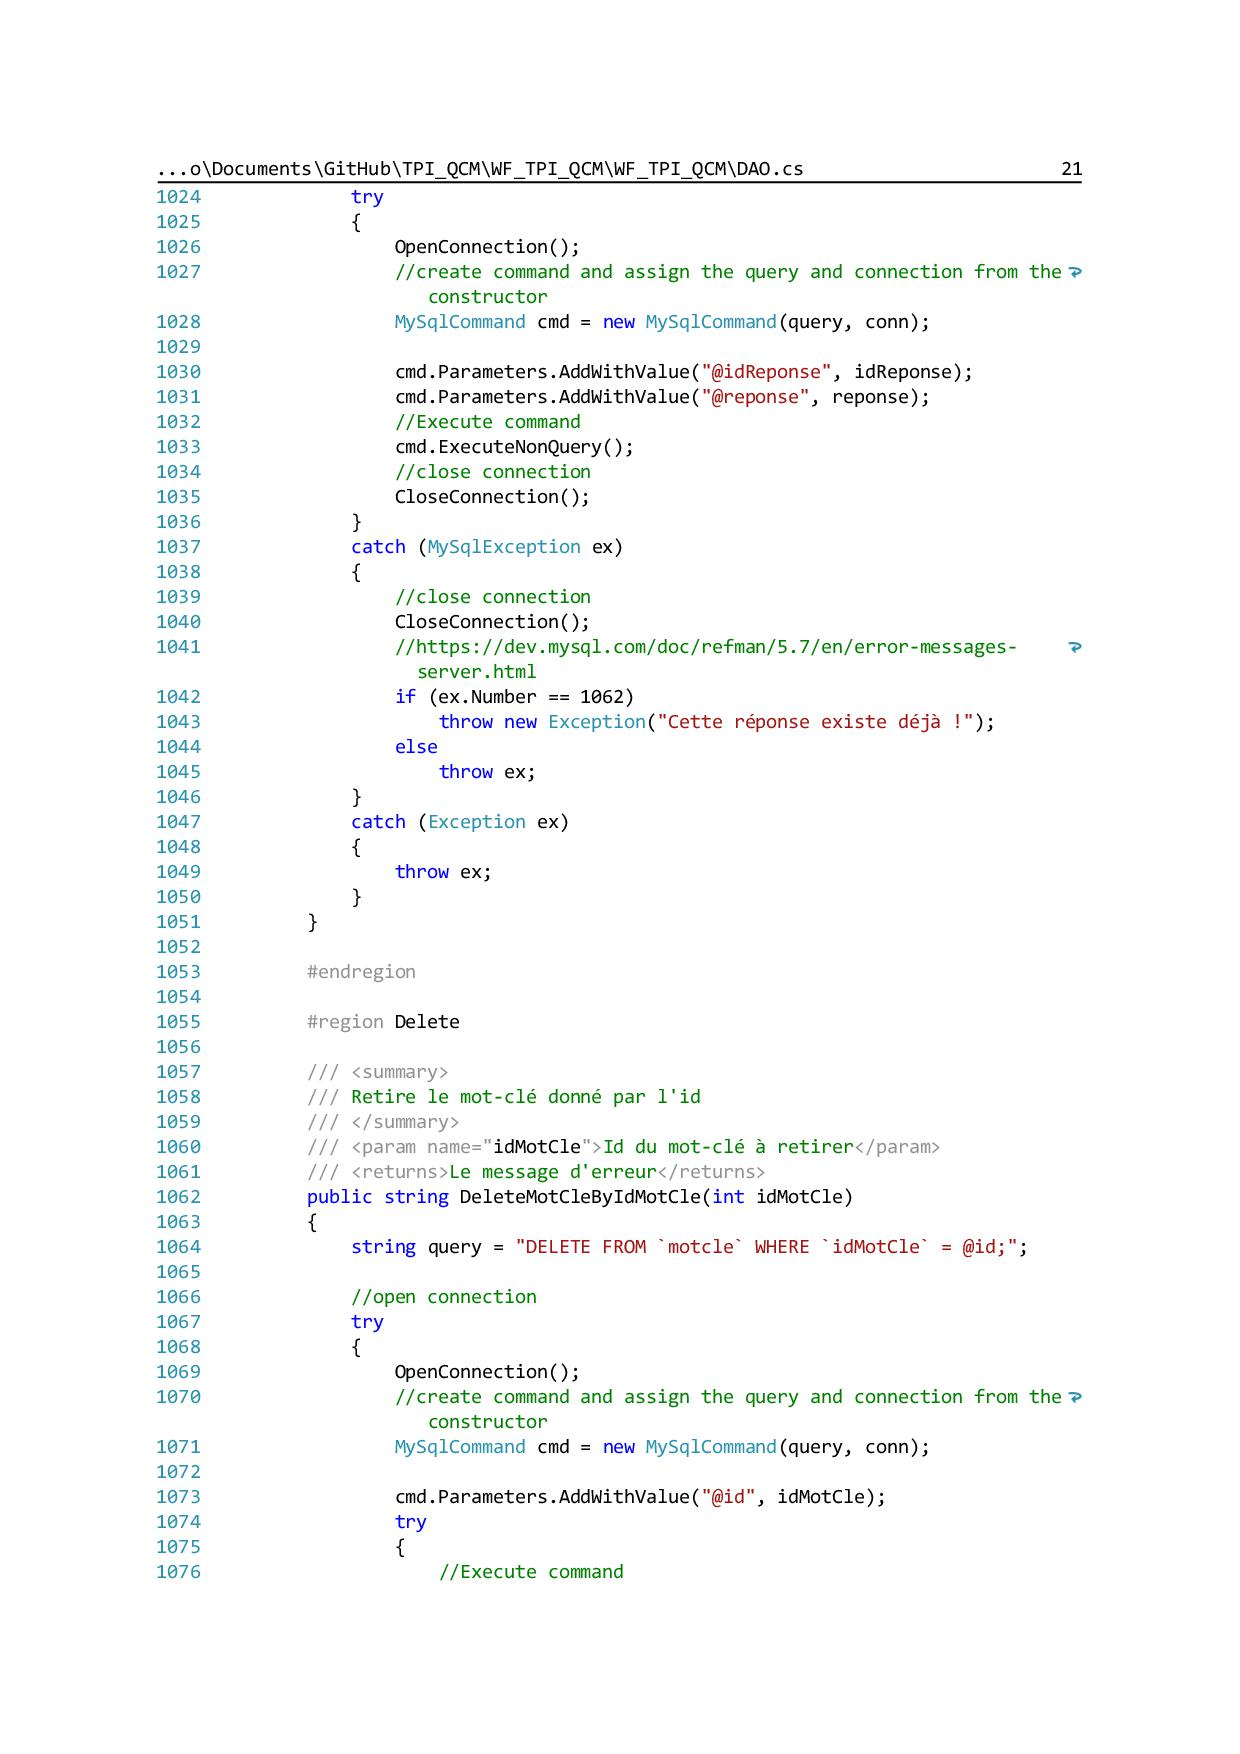 ...o\Documents\GitHub\TPI_QCM\WF_TPI_QCM\WF_TPI_QCM\DAO.cs 21
1024 try
1025 {
1026 OpenConnection();
1027 //create command and assign the query and connection from the
constructor
1028 MySqlCommand cmd = new MySqlCommand(query, conn);
1029
1030 cmd.Parameters.AddWithValue("@idReponse", idReponse);
1031 cmd.Parameters.AddWithValue("@reponse", reponse);
1032 //Execute command
1033 cmd.ExecuteNonQuery();
1034 //close connection
1035 CloseConnection();
1036 }
1037 catch (MySqlException ex)
1038 {
1039 //close connection
1040 CloseConnection();
1041 //https://dev.mysql.com/doc/refman/5.7/en/error-messages-
server.html
1042 if (ex.Number == 1062)
1043 throw new Exception("Cette réponse existe déjà !");
1044 else
1045 throw ex;
1046 }
1047 catch (Exception ex)
1048 {
1049 throw ex;
1050 }
1051 }
1052
1053 #endregion
1054
1055 #region Delete
1056
1057 /// <summary>
1058 /// Retire le mot-clé donné par l'id
1059 /// </summary>
1060 /// <param name="idMotCle">Id du mot-clé à retirer</param>
1061 /// <returns>Le message d'erreur</returns>
1062 public string DeleteMotCleByIdMotCle(int idMotCle)
1063 {
1064 string query = "DELETE FROM `motcle` WHERE `idMotCle` = @id;";
1065
1066 //open connection
1067 try
1068 {
1069 OpenConnection();
1070 //create command and assign the query and connection from the
constructor
1071 MySqlCommand cmd = new MySqlCommand(query, conn);
1072
1073 cmd.Parameters.AddWithValue("@id", idMotCle);
1074 try
1075 {
1076 //Execute command